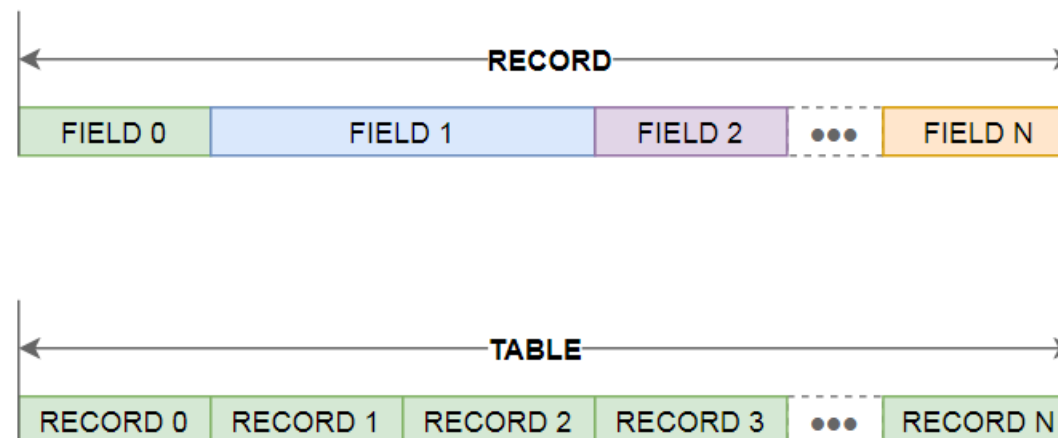 RECORD
FIELD 0 FIELD 1 FIELD 2 ●●● FIELD N
TABLE
RECORD 0 RECORD 1 RECORD 2 RECORD 3 ●●● RECORD N